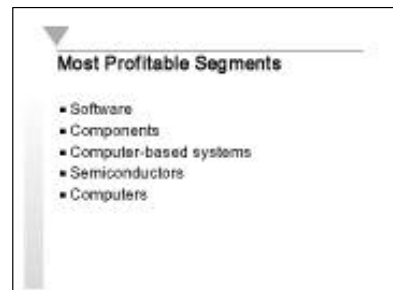 Most Profitable Segments
▪ Software
▪ Components
▪ Computer-based systems
▪ Semiconductors
▪ Computers